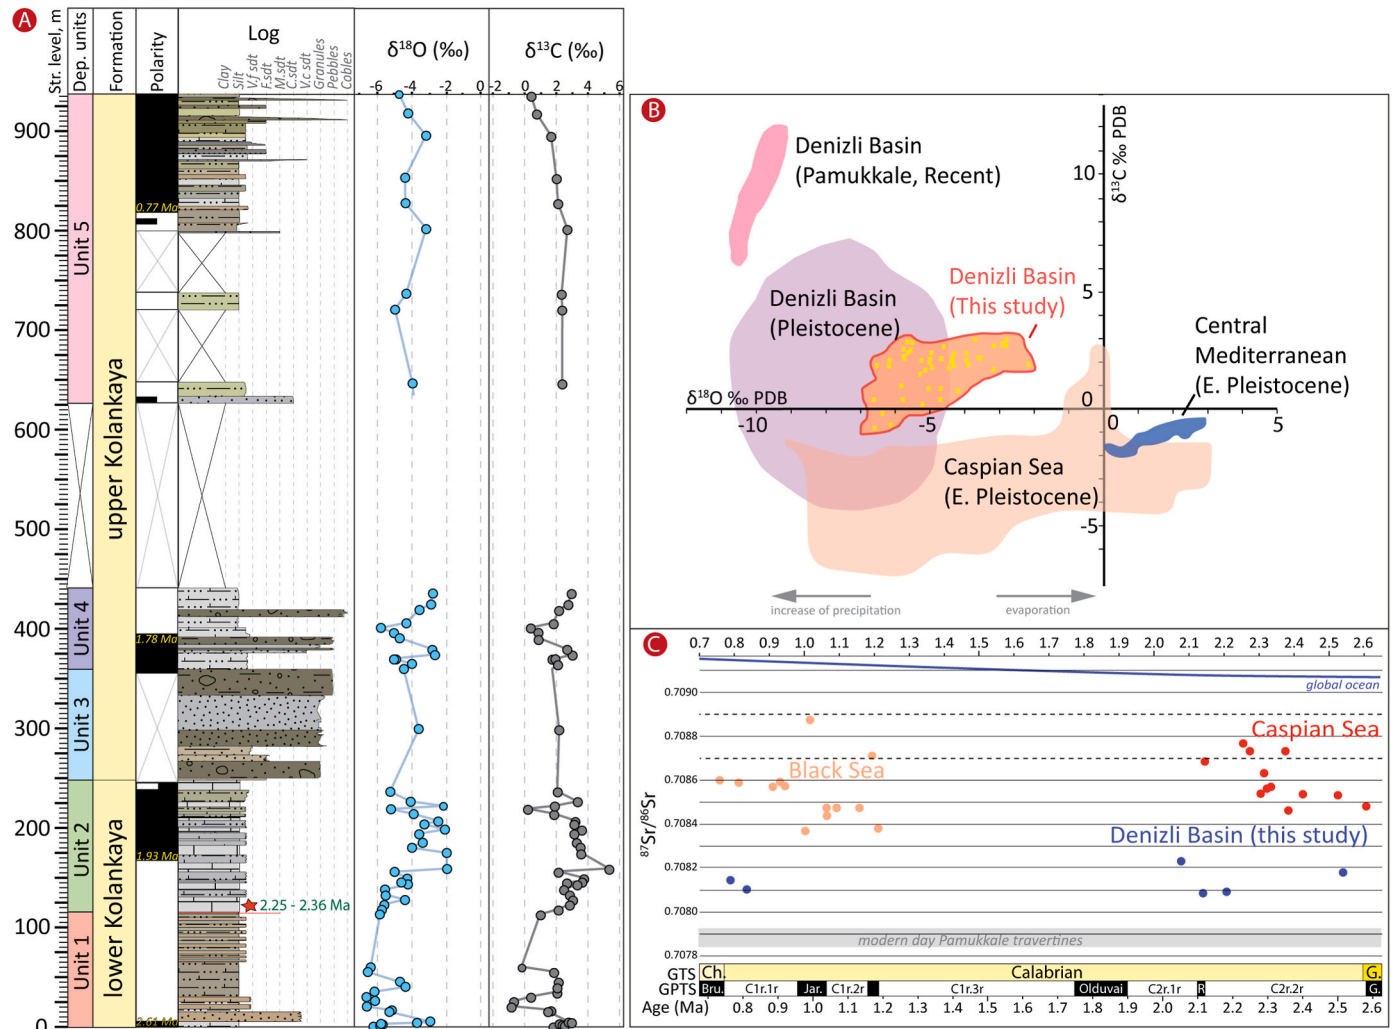 A
Str. level, m
Dep. units
Formation
Polarity
Log
Clay
Silt
V.f sdt
F.sdt
M.sdt
C.sdt
V.c sdt
Granules
Pebbles
Cobles
δ18O (‰)
-6 -4 -2 0
δ13C (‰)
-2 0 2 4 6
900
800
700
600
500
400
300
200
100
0
Unit 5
Unit 4
Unit 3
Unit 2
Unit 1
upper Kolankaya
lower Kolankaya
0.77 Ma
1.78 Ma
1.93 Ma
2.61 Ma
2.25 - 2.36 Ma
B
Denizli Basin
(Pamukkale, Recent)
δ13C ‰ PDB
10
5
0
-5
Denizli Basin
(Pleistocene)
Denizli Basin
(This study)
Central
Mediterranean
(E. Pleistocene)
δ18O ‰ PDB
-10 -5 0 5
Caspian Sea
(E. Pleistocene)
increase of precipitation
evaporation
C
0.7 0.8 0.9 1.0 1.1 1.2 1.3 1.4 1.5 1.6 1.7 1.8 1.9 2.0 2.1 2.2 2.3 2.4 2.5 2.6
global ocean
87Sr/86Sr
0.7090
0.7088
0.7086
0.7084
0.7082
0.7080
0.7078
Caspian Sea
Black Sea
Denizli Basin (this study)
modern day Pamukkale travertines
GTS Ch. Calabrian G.
GPTS Bru. C1r.1r Jar. C1r.2r C1r.3r Olduvai C2r.1r R C2r.2r G.
Age (Ma) 0.8 0.9 1.0 1.1 1.2 1.3 1.4 1.5 1.6 1.7 1.8 1.9 2.0 2.1 2.2 2.3 2.4 2.5 2.6